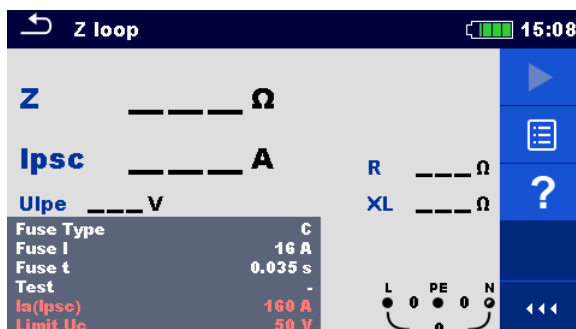 Z loop 15:08
Z ___ Ω
Ipsc ___ A
R ___ Ω
Ulpe ___ V
XL ___ Ω
?
Fuse Type C
Fuse I 16 A
Fuse t 0.035 s
Test -
Ia(Ipsc) 160 A
Limit Uc 50 V
L PE N
0 0
0